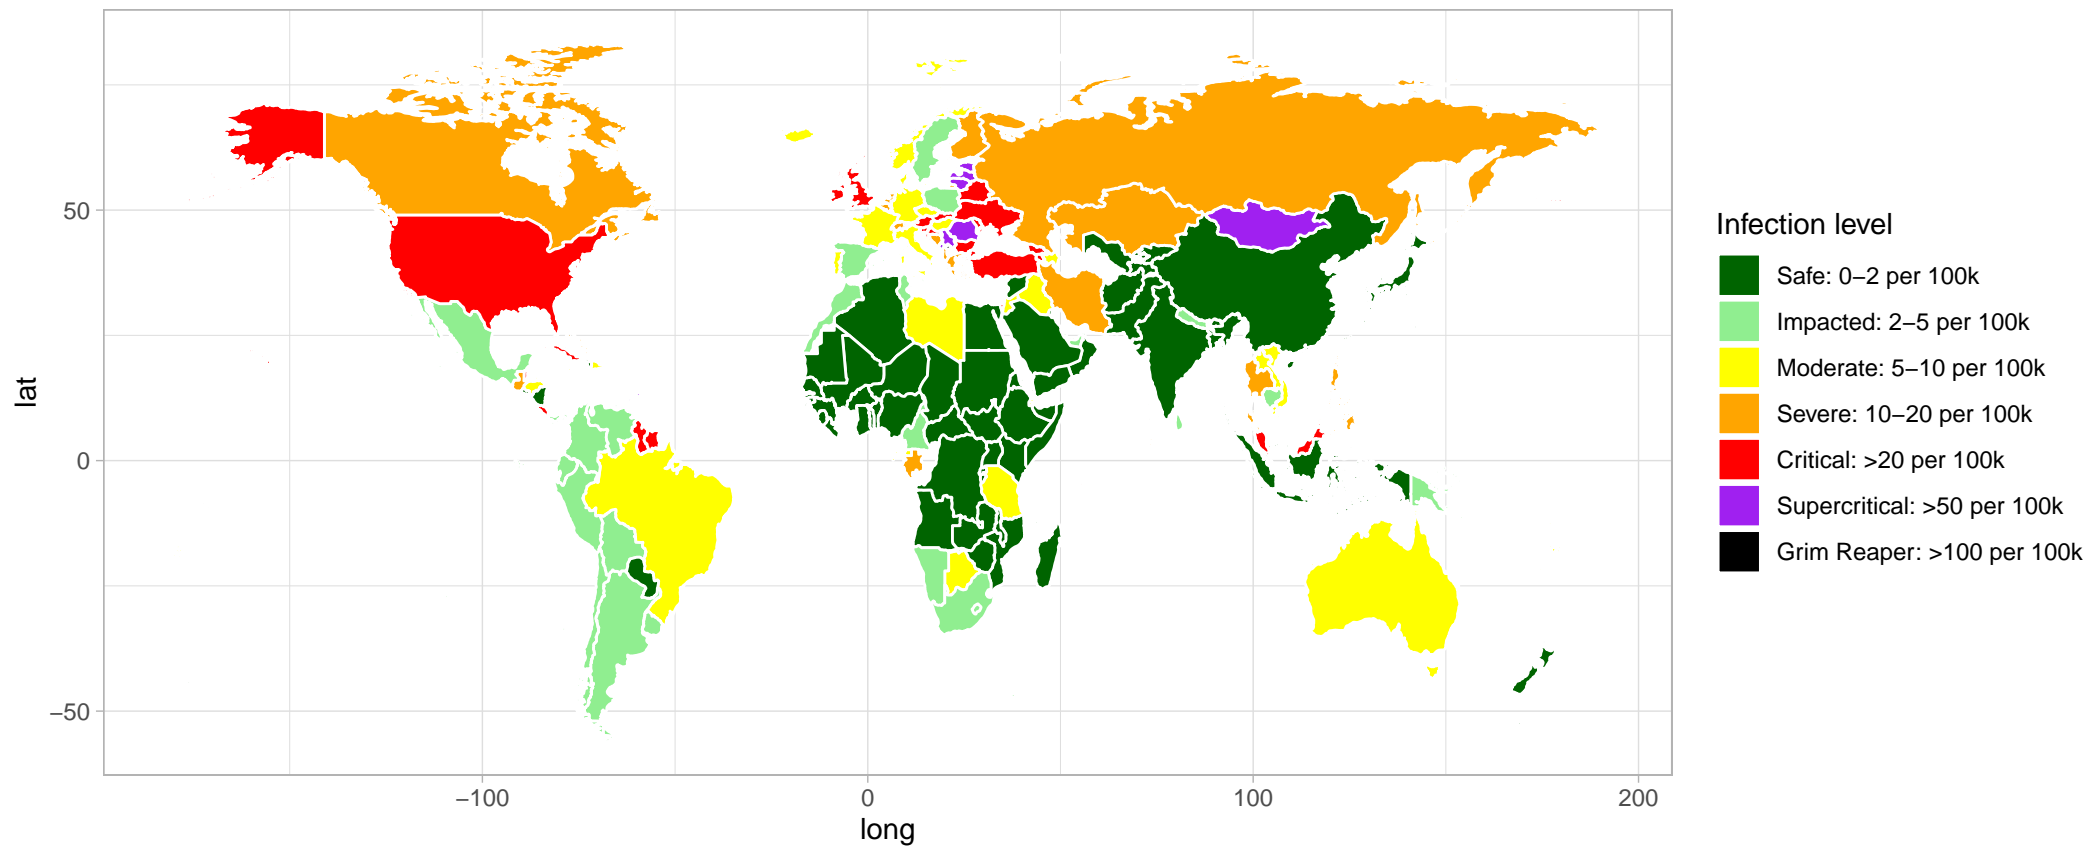 lat
50
0
−50
−100
0
100
200
long
Infection level
Safe: 0−2 per 100k
Impacted: 2−5 per 100k
Moderate: 5−10 per 100k
Severe: 10−20 per 100k
Critical: >20 per 100k
Supercritical: >50 per 100k
Grim Reaper: >100 per 100k